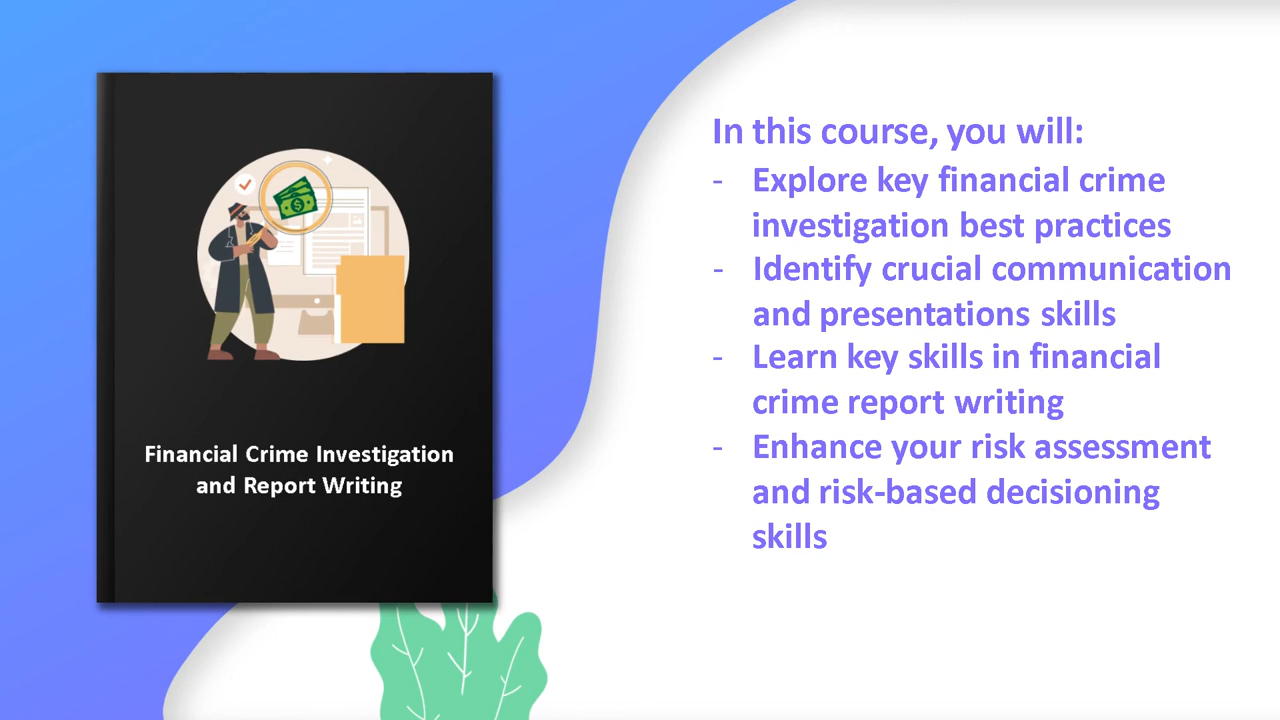 Financial Crime Investigation
and Report Writing
In this course, you will:
- Explore key financial crime
investigation best practices
- Identify crucial communication
and presentations skills
- Learn key skills in financial
crime report writing
- Enhance your risk assessment
and risk-based decisioning
skills